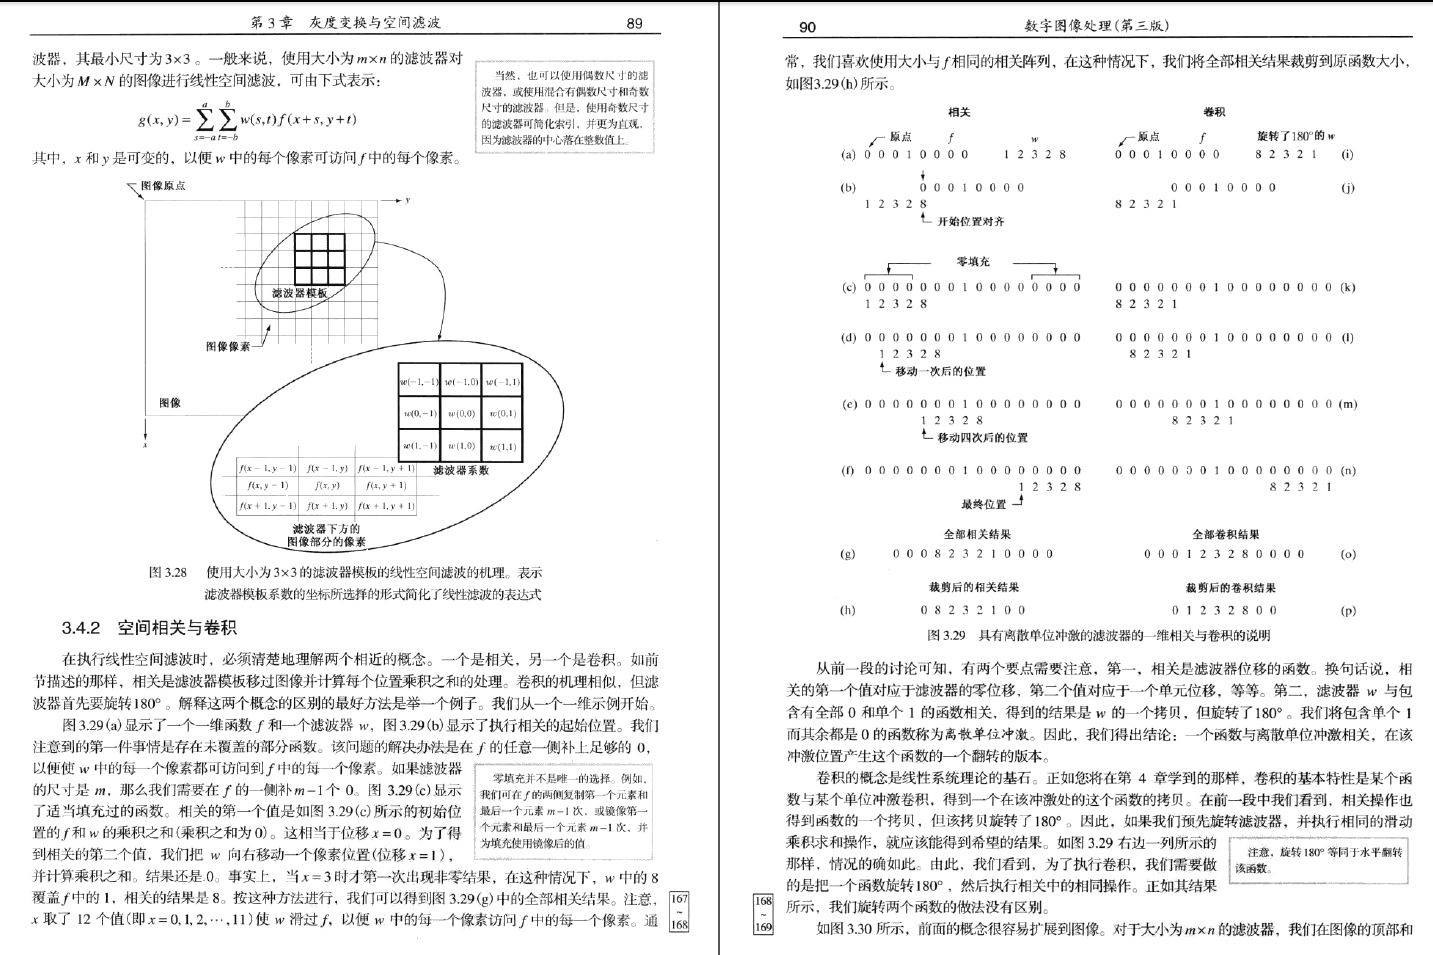 第 3 章 灰度变换与空间滤波 89
波器，其最小尺寸为 3×3 。一般来说，使用大小为 m×n 的滤波器对
大小为 M × N 的图像进行线性空间滤波，可由下式表示：
g(x, y) = ∑ ∑ w(s,t) f(x+s, y+t)
s=−a t=−b
a b
其中，x 和 y 是可变的，以便 w 中的每个像素可访问 f 中的每个像素。
当然，也可以使用偶数尺寸的滤
波器，或使用混合有偶数尺寸和奇数
尺寸的滤波器。但是，使用奇数尺寸
的滤波器可简化索引，并更为直观，
因为滤波器的中心落在整数值上。
图像原点
y
滤波器模板
图像像素
图像
x
w(−1,−1) w(−1,0) w(−1,1)
w(0,−1) w(0,0) w(0,1)
w(1,−1) w(1,0) w(1,1)
滤波器系数
f(x − 1, y − 1) f(x − 1, y) f(x − 1, y + 1)
f(x, y − 1) f(x, y) f(x, y + 1)
f(x + 1, y − 1) f(x + 1, y) f(x + 1, y + 1)
滤波器下方的
图像部分的像素
图 3.28 使用大小为 3×3 的滤波器模板的线性空间滤波的机理。表示
滤波器模板系数的坐标所选择的形式简化了线性滤波的表达式
3.4.2 空间相关与卷积
在执行线性空间滤波时，必须清楚地理解两个相近的概念。一个是相关，另一个是卷积。如前
节描述的那样，相关是滤波器模板移过图像并计算每个位置乘积之和的处理。卷积的机理相似，但滤
波器首先要旋转180°。解释这两个概念的区别的最好方法是举一个例子。我们从一个一维示例开始。
图 3.29 (a) 显示了一个一维函数 f 和一个滤波器 w，图 3.29 (b) 显示了执行相关的起始位置。我们
注意到的第一件事情是存在未覆盖的部分函数。该问题的解决办法是在 f 的任意一侧补上足够的 0，
以便使 w 中的每一个像素都可访问到 f 中的每一个像素。如果滤波器
的尺寸是 m，那么我们需要在 f 的一侧补 m−1 个 0。图 3.29 (c) 显示
了适当填充过的函数。相关的第一个值是如图 3.29 (c) 所示的初始位
置的 f 和 w 的乘积之和 (乘积之和为 0)。这相当于位移 x = 0 。为了得
到相关的第二个值，我们把 w 向右移动一个像素位置 (位移 x = 1)，
并计算乘积之和。结果还是 0。事实上，当 x = 3 时才第一次出现非零结果，在这种情况下，w 中的 8
覆盖 f 中的 1，相关的结果是 8。按这种方法进行，我们可以得到图 3.29 (g) 中的全部相关结果。注意，
x 取了 12 个值 (即 x = 0, 1, 2, ⋯, 11) 使 w 滑过 f，以便 w 中的每一个像素访问 f 中的每一个像素。通
零填充并不是唯一的选择。例如，
我们可在 f 的两侧复制第一个元素和
最后一个元素 m−1 次，或镜像第一
个元素和最后一个元素 m−1 次，并
为填充使用镜像后的值。
167
~
168
90 数字图像处理(第三版)
常，我们喜欢使用大小与 f 相同的相关阵列，在这种情况下，我们将全部相关结果裁剪到原函数大小，
如图3.29 (h) 所示。
相关 卷积
原点 f w 原点 f 旋转了180°的 w
(a) 0 0 0 1 0 0 0 0 1 2 3 2 8 0 0 0 1 0 0 0 0 8 2 3 2 1 (i)
(b) 0 0 0 1 0 0 0 0 0 0 0 1 0 0 0 0 (j)
1 2 3 2 8 8 2 3 2 1
开始位置对齐
零填充
(c) 0 0 0 0 0 0 0 1 0 0 0 0 0 0 0 0 0 0 0 0 0 0 0 1 0 0 0 0 0 0 0 0 (k)
1 2 3 2 8 8 2 3 2 1
(d) 0 0 0 0 0 0 0 1 0 0 0 0 0 0 0 0 0 0 0 0 0 0 0 1 0 0 0 0 0 0 0 0 (l)
1 2 3 2 8 8 2 3 2 1
移动一次后的位置
(e) 0 0 0 0 0 0 0 1 0 0 0 0 0 0 0 0 0 0 0 0 0 0 0 1 0 0 0 0 0 0 0 0 (m)
1 2 3 2 8 8 2 3 2 1
移动四次后的位置
(f) 0 0 0 0 0 0 0 1 0 0 0 0 0 0 0 0 0 0 0 0 0 0 0 1 0 0 0 0 0 0 0 0 (n)
1 2 3 2 8 8 2 3 2 1
最终位置
全部相关结果 全部卷积结果
(g) 0 0 0 8 2 3 2 1 0 0 0 0 0 0 0 1 2 3 2 8 0 0 0 0 (o)
裁剪后的相关结果 裁剪后的卷积结果
(h) 0 8 2 3 2 1 0 0 0 1 2 3 2 8 0 0 (p)
图 3.29 具有离散单位冲激的滤波器的一维相关与卷积的说明
从前一段的讨论可知，有两个要点需要注意，第一，相关是滤波器位移的函数。换句话说，相
关的第一个值对应于滤波器的零位移，第二个值对应于一个单元位移，等等。第二，滤波器 w 与包
含有全部 0 和单个 1 的函数相关，得到的结果是 w 的一个拷贝，但旋转了180°。我们将包含单个 1
而其余都是 0 的函数称为离散单位冲激。因此，我们得出结论：一个函数与离散单位冲激相关，在该
冲激位置产生这个函数的一个翻转的版本。
卷积的概念是线性系统理论的基石。正如您将在第 4 章学到的那样，卷积的基本特性是某个函
数与某个单位冲激卷积，得到一个在该冲激处的这个函数的拷贝。在前一段中我们看到，相关操作也
得到函数的一个拷贝，但该拷贝旋转了180°。因此，如果我们预先旋转滤波器，并执行相同的滑动
乘积求和操作，就应该能得到希望的结果。如图 3.29 右边一列所示的
那样，情况的确如此。由此，我们看到，为了执行卷积，我们需要做
的是把一个函数旋转180°，然后执行相关中的相同操作。正如其结果
所示，我们旋转两个函数的做法没有区别。
注意，旋转 180° 等同于水平翻转
该函数。
168
~
169
如图 3.30 所示，前面的概念很容易扩展到图像。对于大小为 m×n 的滤波器，我们在图像的顶部和